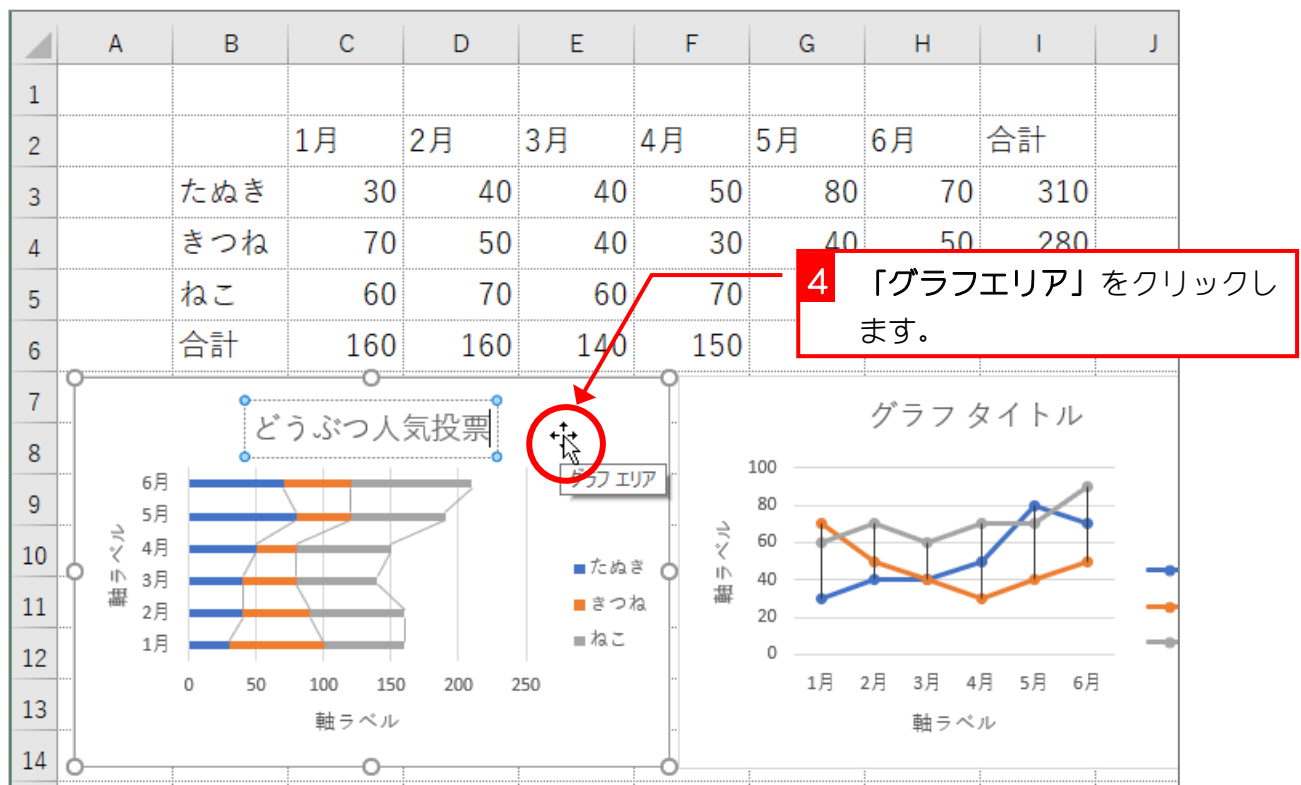 A B C D E F G H I J
1
2 1月 2月 3月 4月 5月 6月 合計
3 たぬき 30 40 40 50 80 70 310
4 きつね 70 50 40 30 40 50 280
5 ねこ 60 70 60 70
6 合計 160 160 140 150
4 「グラフエリア」をクリックし
ます。
7
8
9
10
11
12
13
14
どうぶつ人気投票
グラフ エリア
6月
5月
4月
3月
2月
1月
軸ラベル
0 50 100 150 200 250
軸ラベル
たぬき
きつね
ねこ
グラフ タイトル
100
80
60
40
20
0
軸ラベル
1月 2月 3月 4月 5月 6月
軸ラベル